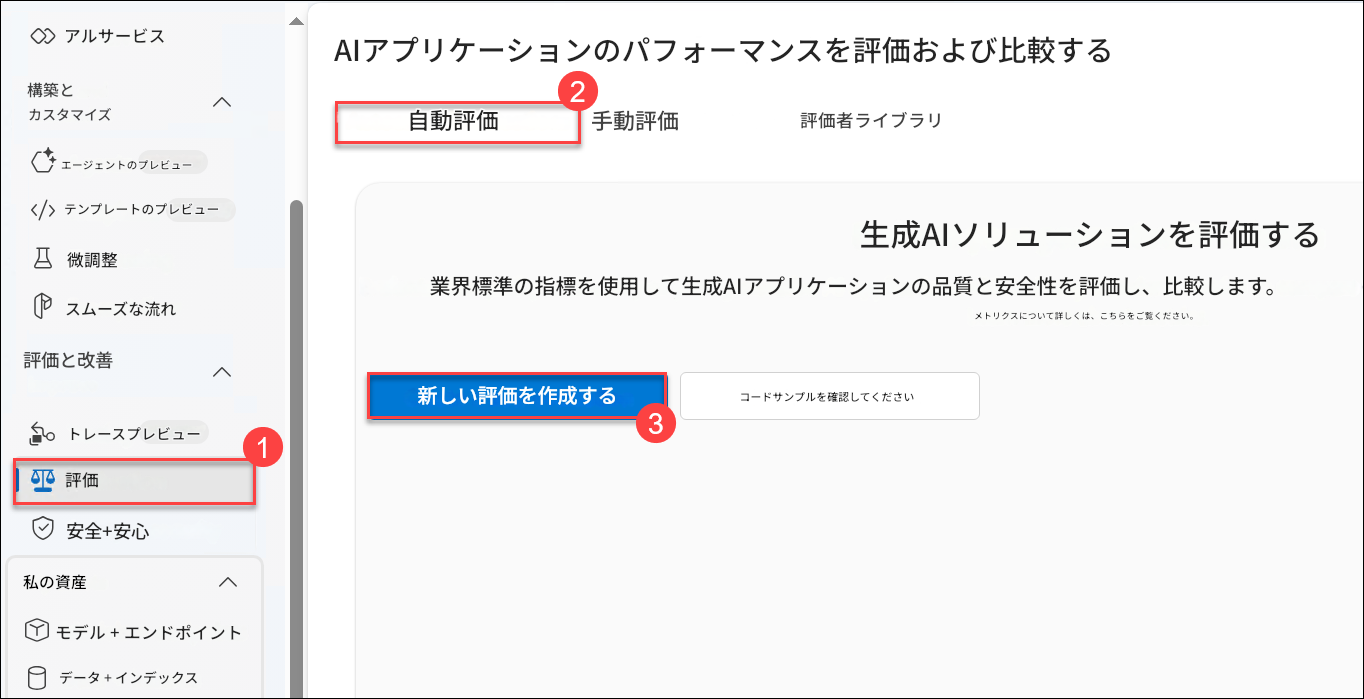 アルサービス
構築と
カスタマイズ
エージェントのプレビュー
テンプレートのプレビュー
微調整
スムーズな流れ
評価と改善
トレースプレビュー
1
評価
安全+安心
私の資産
モデル + エンドポイント
データ + インデックス
AIアプリケーションのパフォーマンスを評価および比較する
2
自動評価
手動評価
評価者ライブラリ
生成AIソリューションを評価する
業界標準の指標を使用して生成AIアプリケーションの品質と安全性を評価し、比較します。
メトリクスについて詳しくは、こちらをご覧ください。
新しい評価を作成する
3
コードサンプルを確認してください